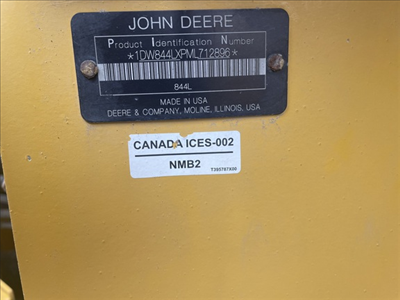 JOHN DEERE
Product Identification Number
*1DW844LXPML712896*
844L
MADE IN USA
DEERE & COMPANY, MOLINE, ILLINOIS, USA
CANADA ICES-002
NMB2